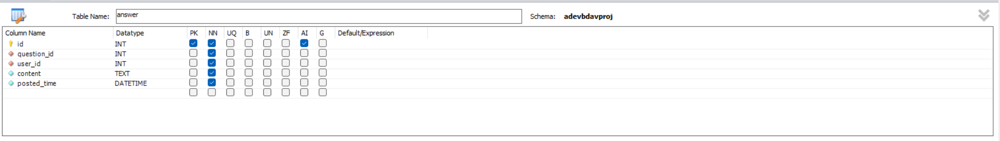 Table Name: answer Schema: adevbdavproj
Column Name Datatype PK NN UQ B UN ZF AI G Default/Expression
id INT
question_id INT
user_id INT
content TEXT
posted_time DATETIME